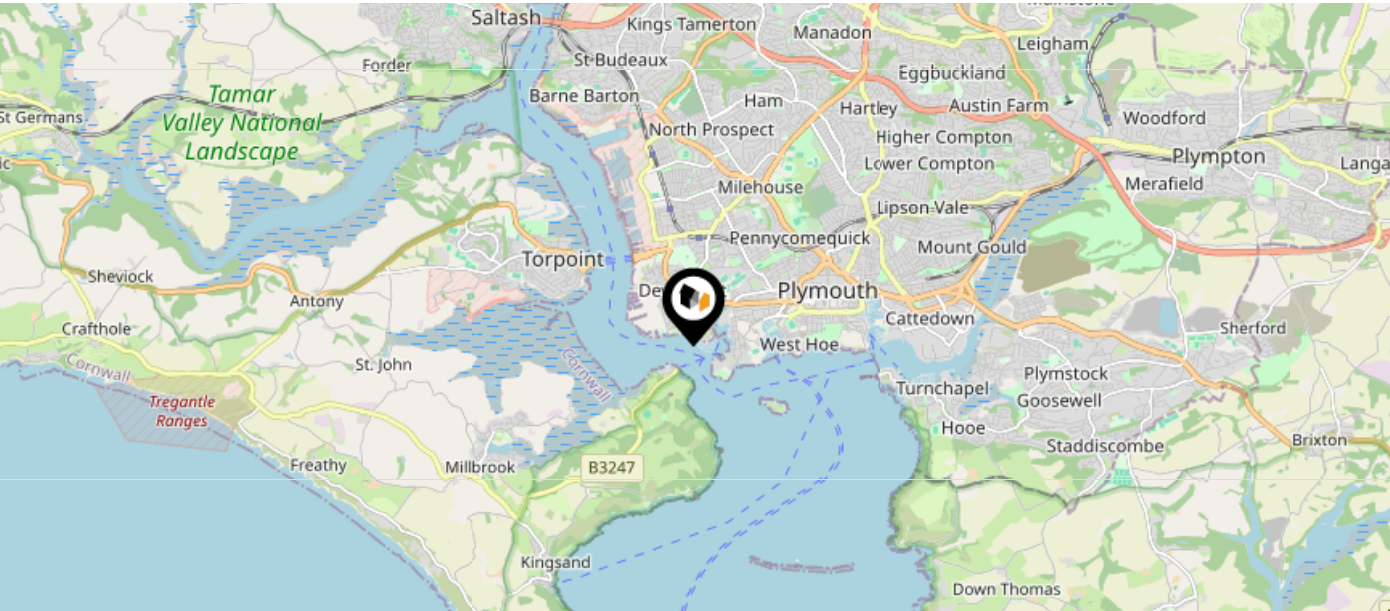 Saltash
Kings Tamerton
Manadon
Leigham
Forder
St Budeaux
Eggbuckland
Tamar
Valley National
Landscape
Barne Barton
Ham
Hartley
Austin Farm
St Germans
North Prospect
Higher Compton
Woodford
Lower Compton
Plympton
Langa
Milehouse
Merafield
Lipson Vale
Pennycomequick
Mount Gould
Torpoint
Sheviock
De
Plymouth
Antony
Cattedown
Crafthole
Sherford
West Hoe
Cornwall
St. John
Cornwall
Plymstock
Turnchapel
Goosewell
Tregantle
Ranges
Hooe
Staddiscombe
Brixton
Freathy
Millbrook
B3247
Kingsand
Down Thomas